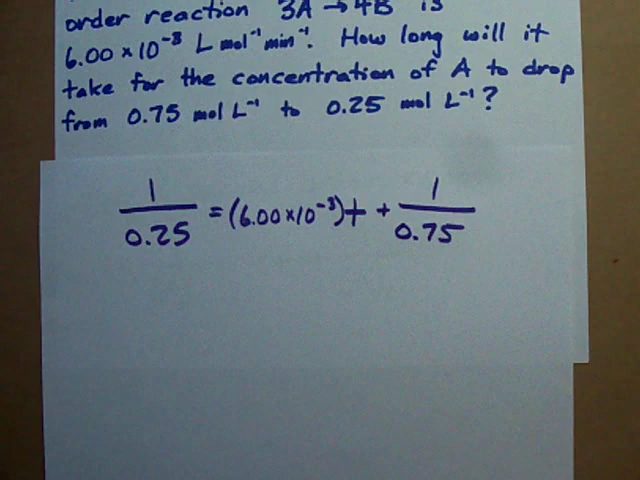 order reaction 3A → 4B is
6.00 × 10⁻³ L mol⁻¹ min⁻¹. How long will it
take for the concentration of A to drop
from 0.75 mol L⁻¹ to 0.25 mol L⁻¹?
1/0.25 = (6.00×10⁻³)t + 1/0.75